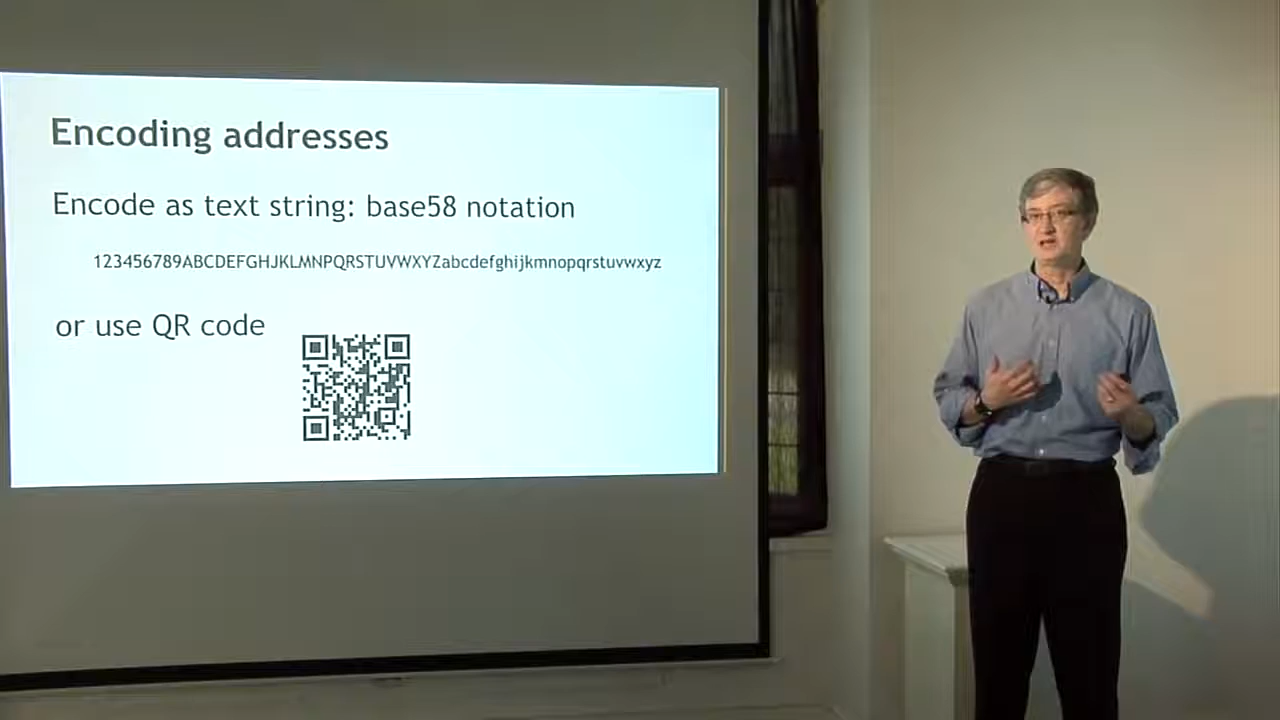 Encoding addresses
Encode as text string: base58 notation
123456789ABCDEFGHJKLMNPQRSTUVWXYZabcdefghijkmnopqrstuvwxyz
or use QR code